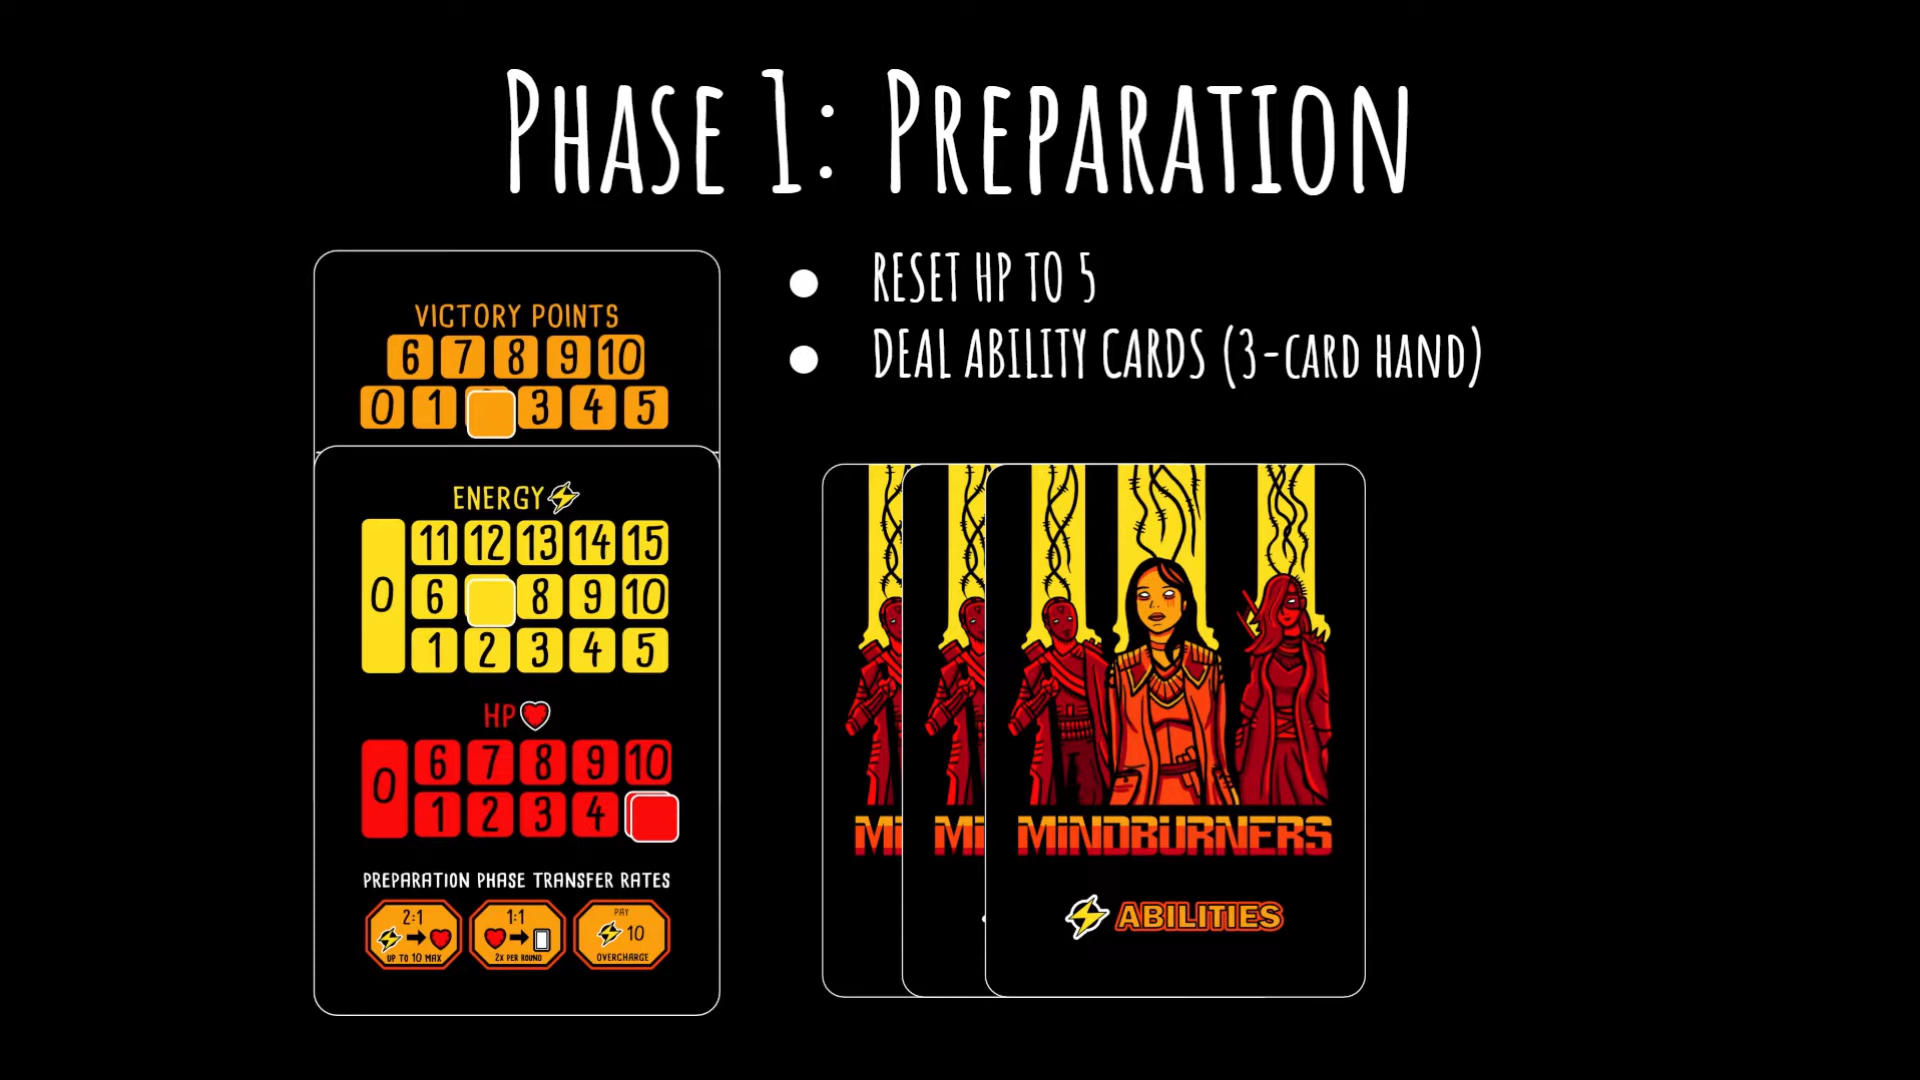 PHASE 1: PREPARATION
● RESET HP TO 5
● DEAL ABILITY CARDS (3-CARD HAND)
VICTORY POINTS
6 7 8 9 10
0 1 3 4 5
ENERGY
11 12 13 14 15
0 6 8 9 10
1 2 3 4 5
HP
6 7 8 9 10
0 1 2 3 4
PREPARATION PHASE TRANSFER RATES
2:1
UP TO 10 MAX
1:1
2X PER ROUND
PAY
10
OVERCHARGE
MI
MI
MINDBURNERS
ABILITIES